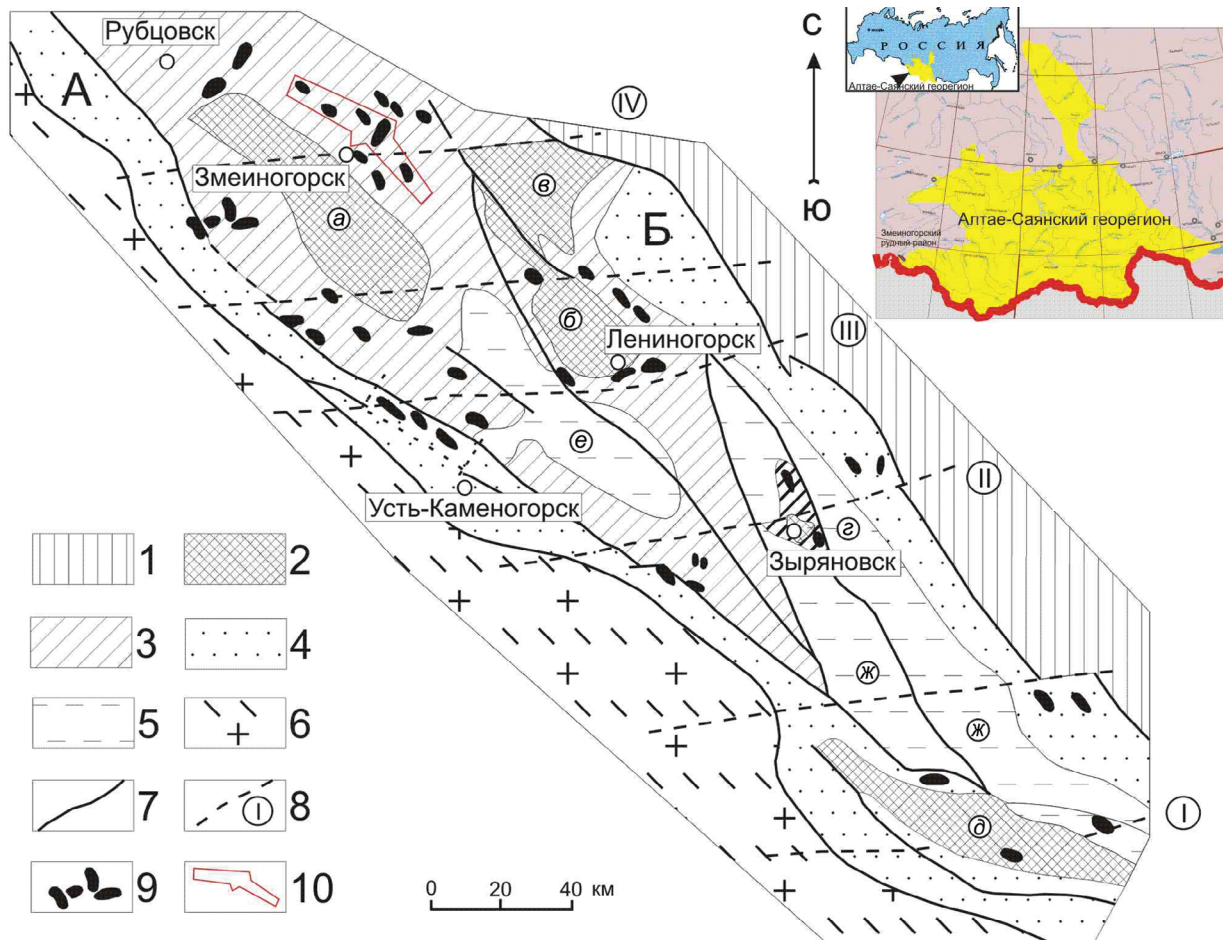 Рубцовск
А
IV
С
Ю
РОССИЯ
Алтае-Саянский георегион
Алтае-Саянский георегион
Змеиногорский
рудный район
Змеиногорск
а
в
Б
б
Лениногорск
III
е
II
Усть-Каменогорск
г
Зыряновск
ж
ж
д
I
1
2
3
4
5
6
7
I
8
9
10
0
20
40
км